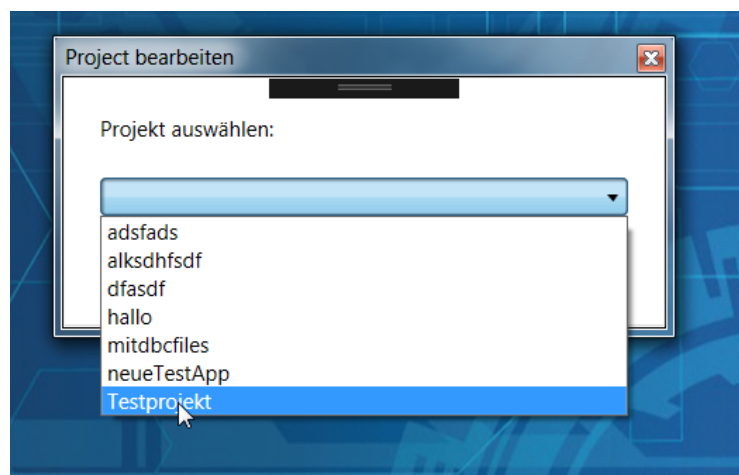 Project bearbeiten
Projekt auswählen:
adsfads
alksdhfsdf
dfasdf
hallo
mitdbcfiles
neueTestApp
Testprojekt